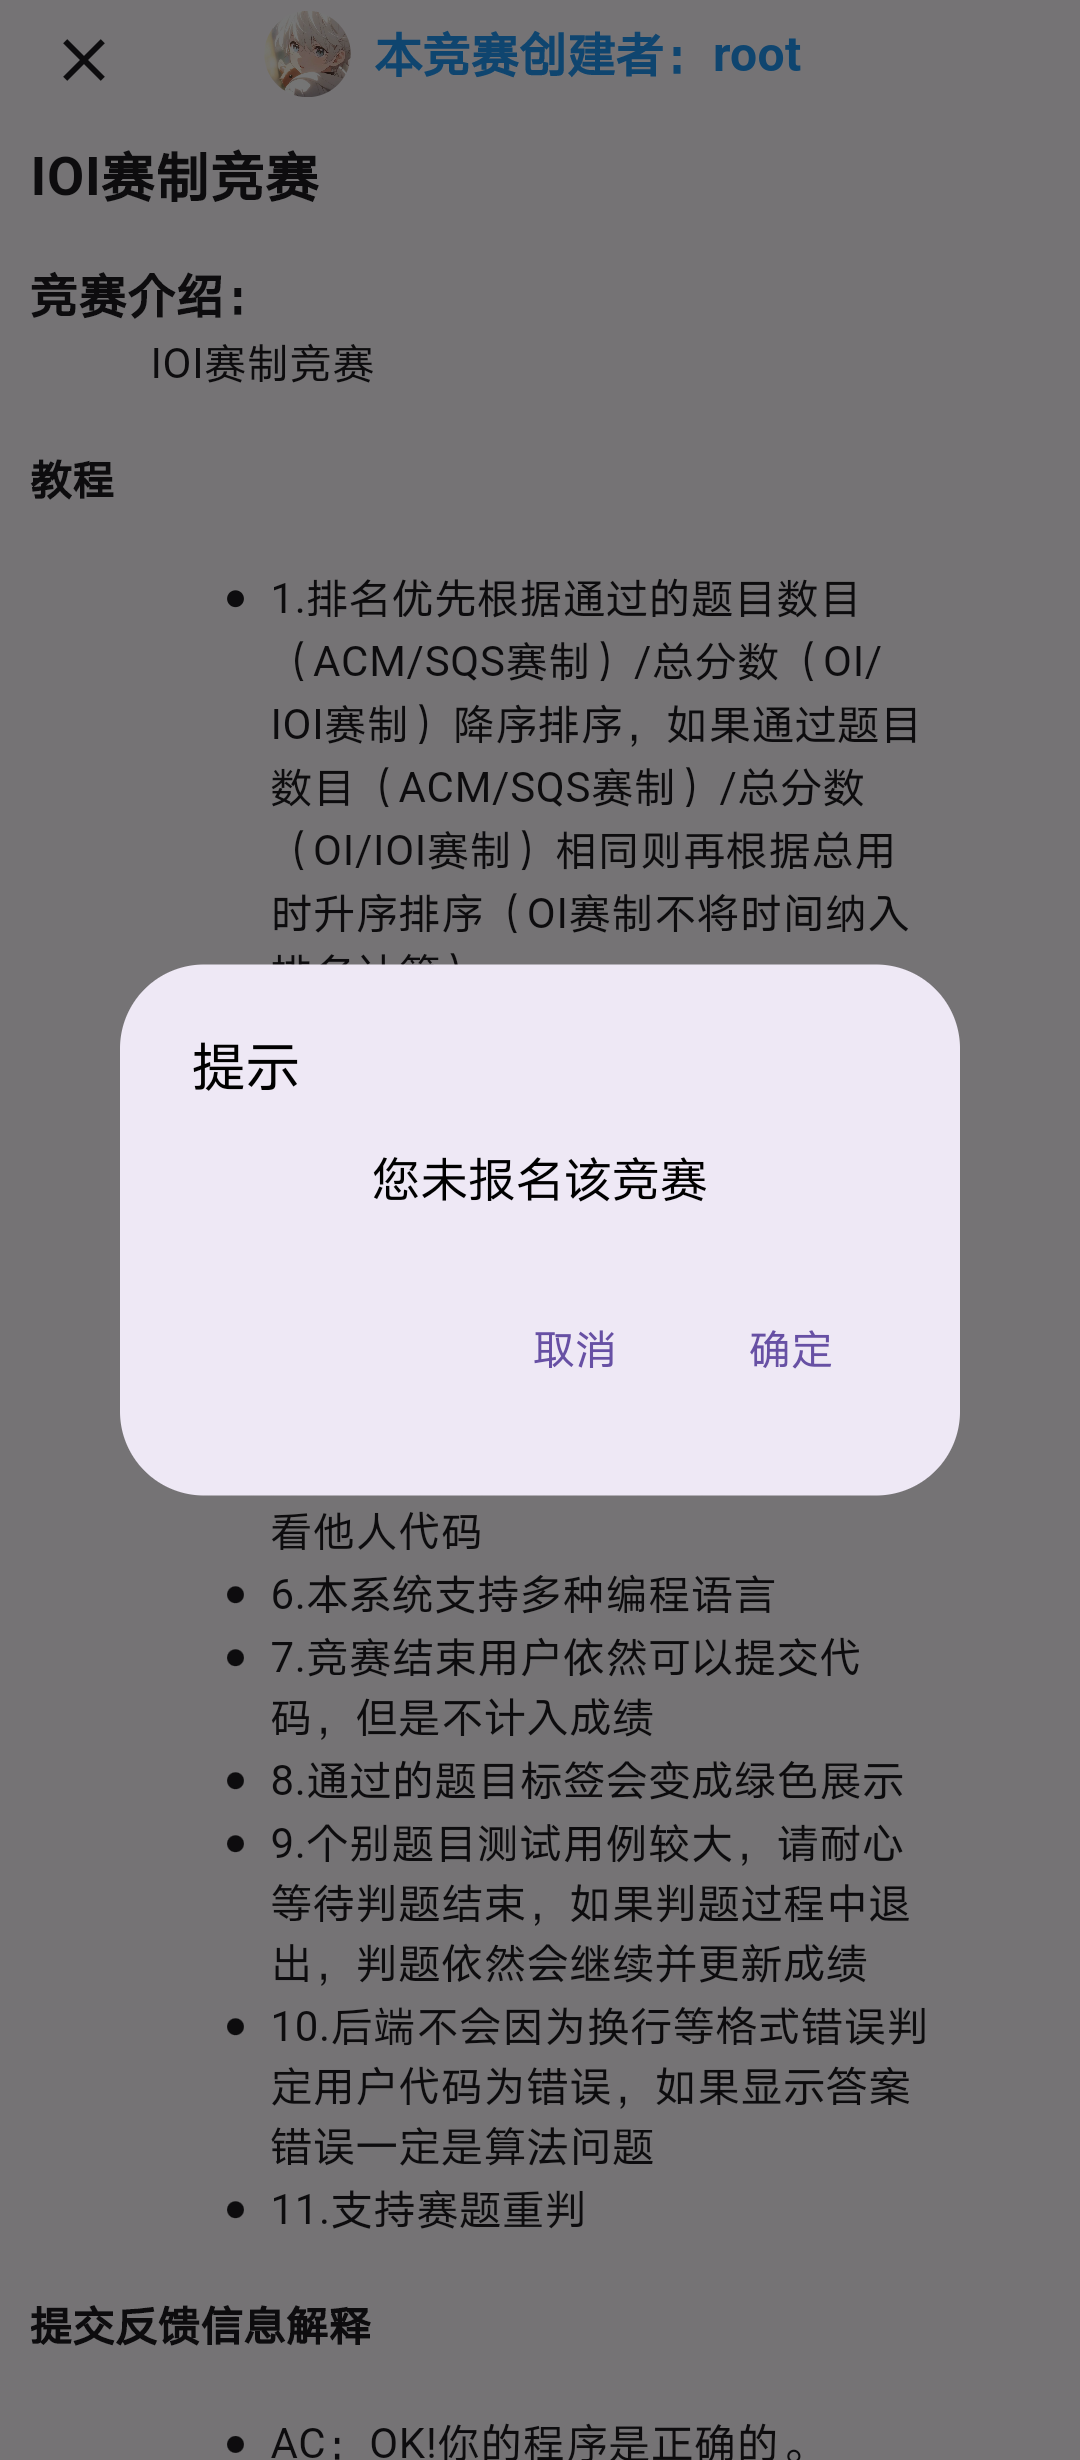 本竞赛创建者：root
IOI赛制竞赛
竞赛介绍：
IOI赛制竞赛
教程
1.排名优先根据通过的题目数目
（ACM/SQS赛制）/总分数（OI/
IOI赛制）降序排序，如果通过题目
数目（ACM/SQS赛制）/总分数
（OI/IOI赛制）相同则再根据总用
时升序排序（OI赛制不将时间纳入
提示
您未报名该竞赛
取消 确定
看他人代码
6.本系统支持多种编程语言
7.竞赛结束用户依然可以提交代
码，但是不计入成绩
8.通过的题目标签会变成绿色展示
9.个别题目测试用例较大，请耐心
等待判题结束，如果判题过程中退
出，判题依然会继续并更新成绩
10.后端不会因为换行等格式错误判
定用户代码为错误，如果显示答案
错误一定是算法问题
11.支持赛题重判
提交反馈信息解释
AC：OK!你的程序是正确的。